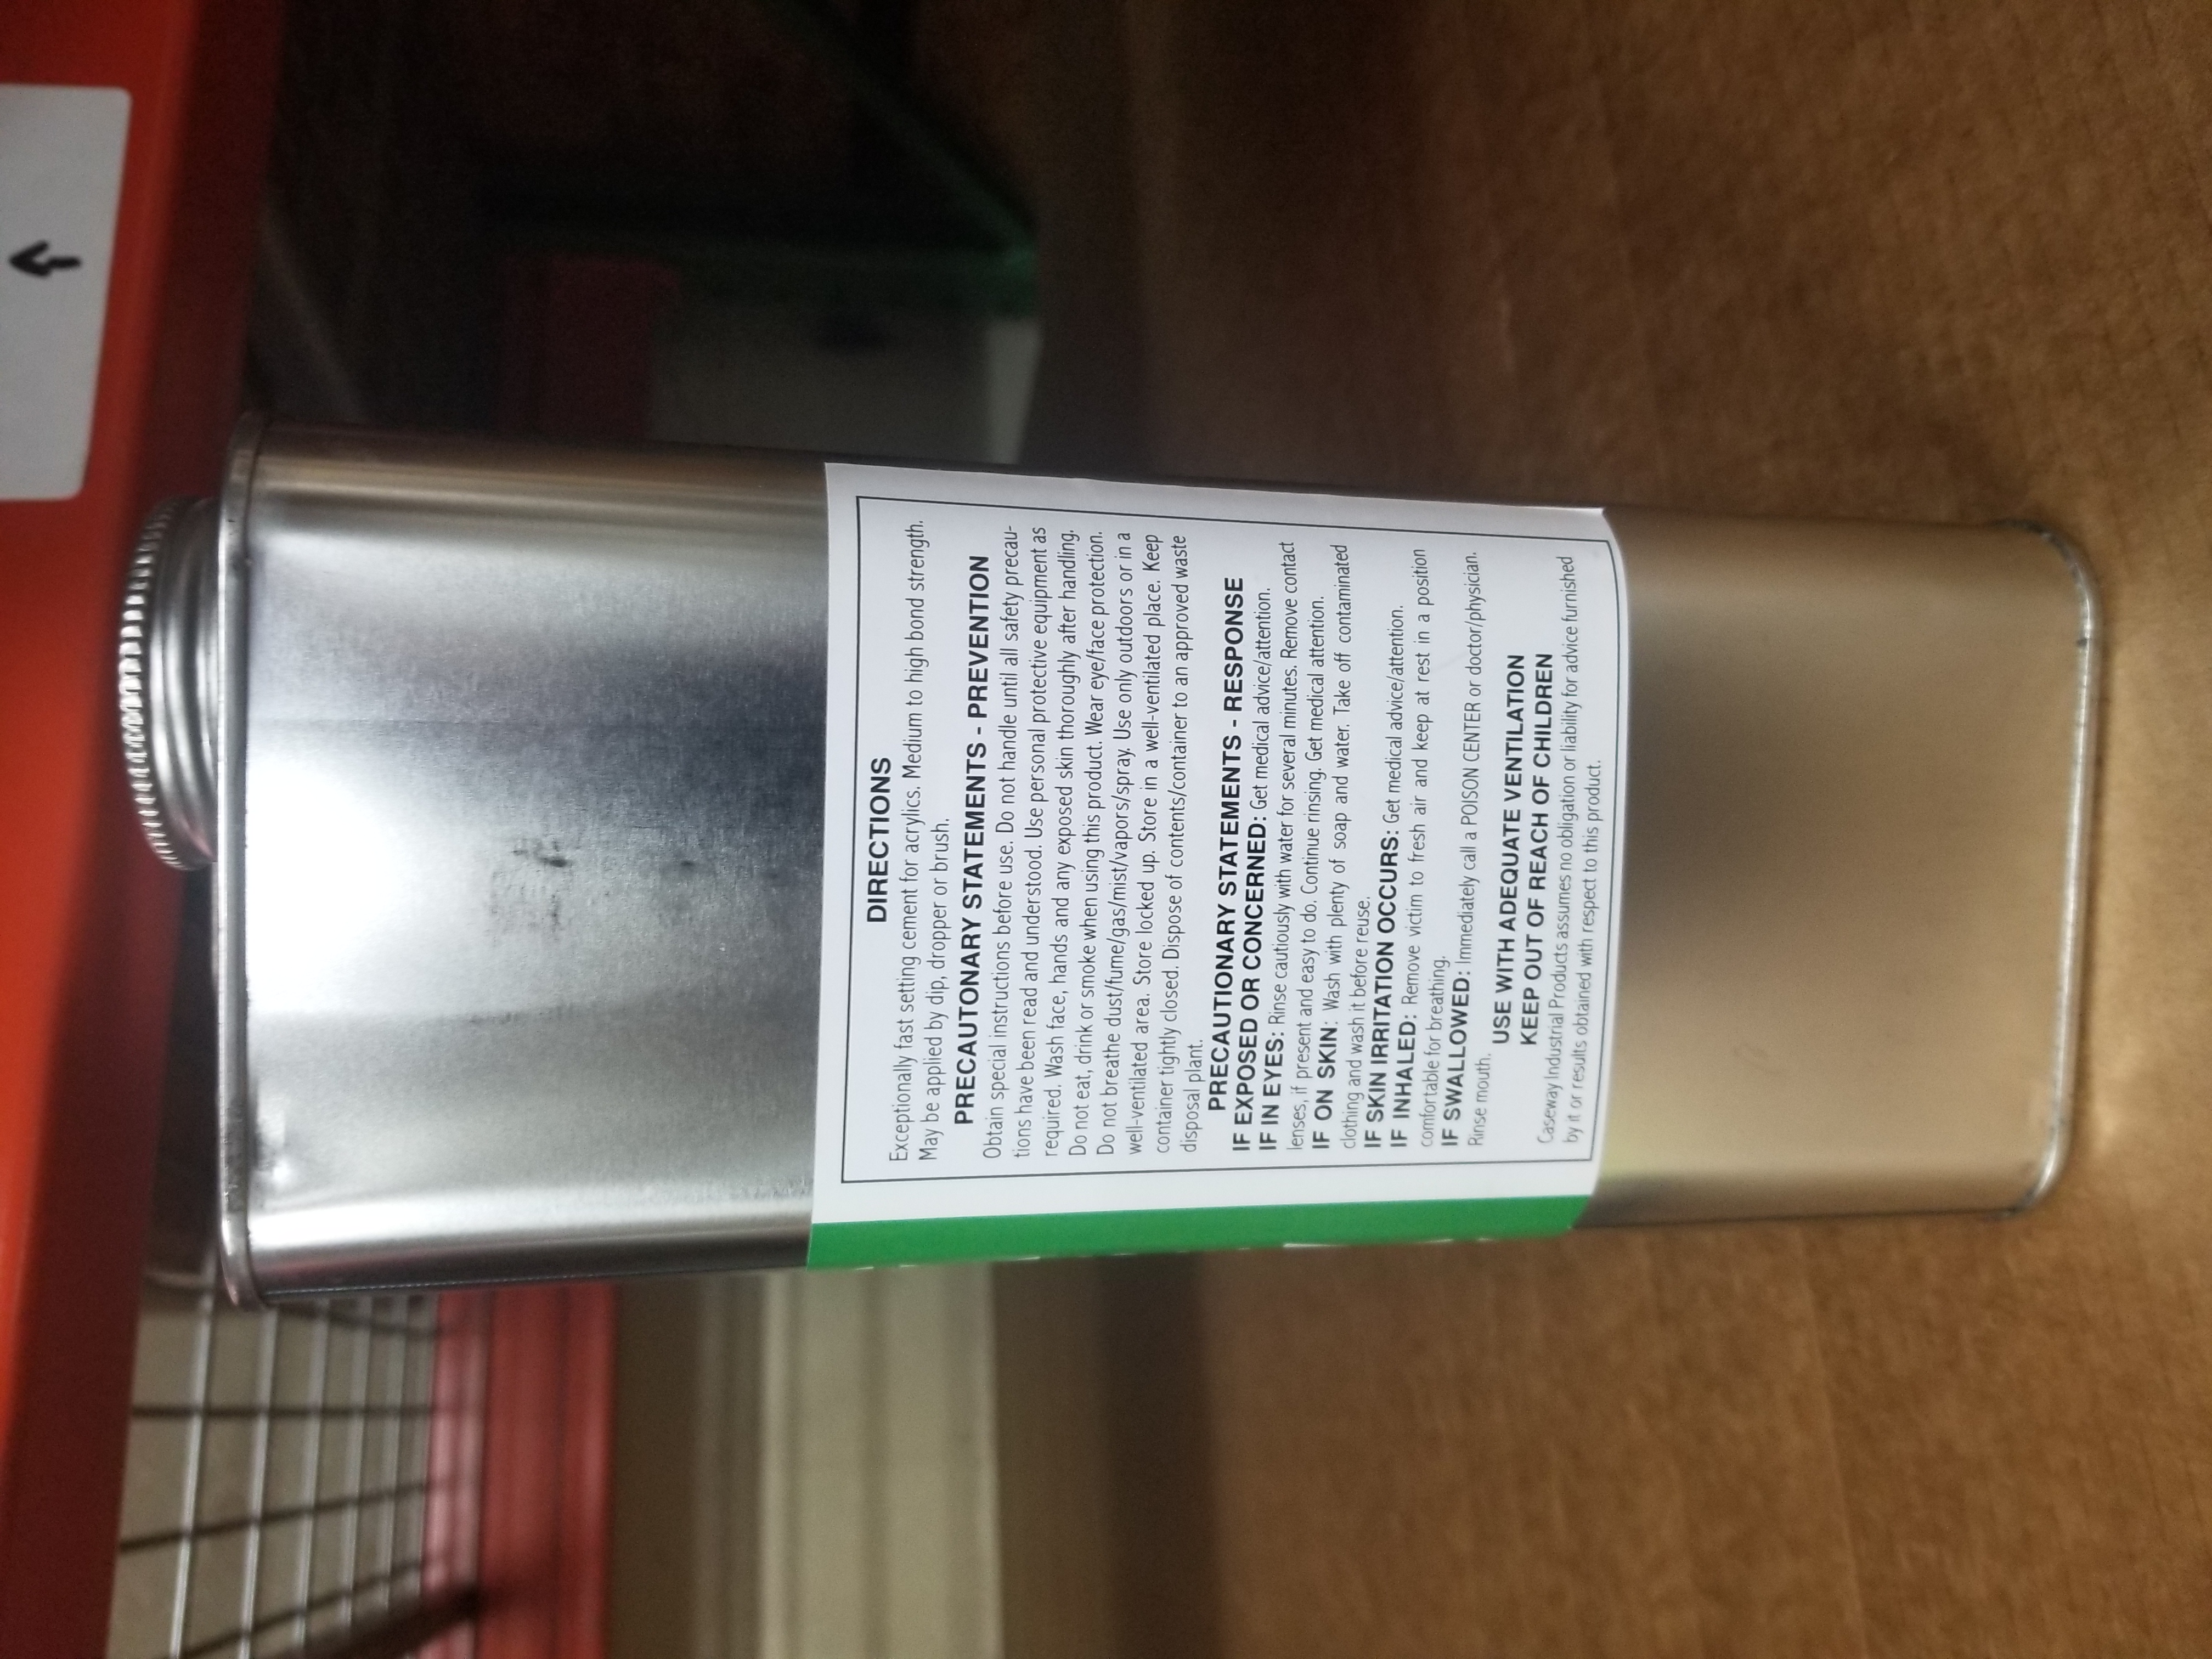 DIRECTIONS
Exceptionally fast setting cement for acrylics. Medium to high bond strength.
May be applied by dip, dropper or brush.
PRECAUTONARY STATEMENTS - PREVENTION
Obtain special instructions before use. Do not handle until all safety precau-
tions have been read and understood. Use personal protective equipment as
required. Wash face, hands and any exposed skin thoroughly after handling.
Do not eat, drink or smoke when using this product. Wear eye/face protection.
Do not breathe dust/fume/gas/mist/vapors/spray. Use only outdoors or in a
well-ventilated area. Store locked up. Store in a well-ventilated place. Keep
container tightly closed. Dispose of contents/container to an approved waste
disposal plant.
PRECAUTIONARY STATEMENTS - RESPONSE
IF EXPOSED OR CONCERNED: Get medical advice/attention.
IF IN EYES: Rinse cautiously with water for several minutes. Remove contact
lenses, if present and easy to do. Continue rinsing. Get medical attention.
IF ON SKIN: Wash with plenty of soap and water. Take off contaminated
clothing and wash it before reuse.
IF SKIN IRRITATION OCCURS: Get medical advice/attention.
IF INHALED: Remove victim to fresh air and keep at rest in a position
comfortable for breathing.
IF SWALLOWED: Immediately call a POISON CENTER or doctor/physician.
Rinse mouth.
USE WITH ADEQUATE VENTILATION
KEEP OUT OF REACH OF CHILDREN
Caseway Industrial Products assumes no obligation or liability for advice furnished
by it or results obtained with respect to this product.